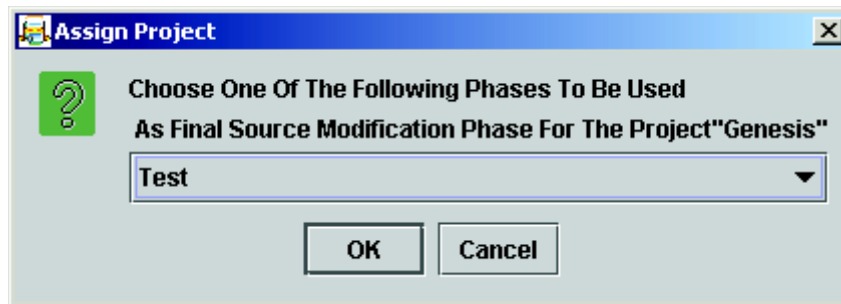 Assign Project
Choose One Of The Following Phases To Be Used
As Final Source Modification Phase For The Project"Genesis"
Test
OK Cancel